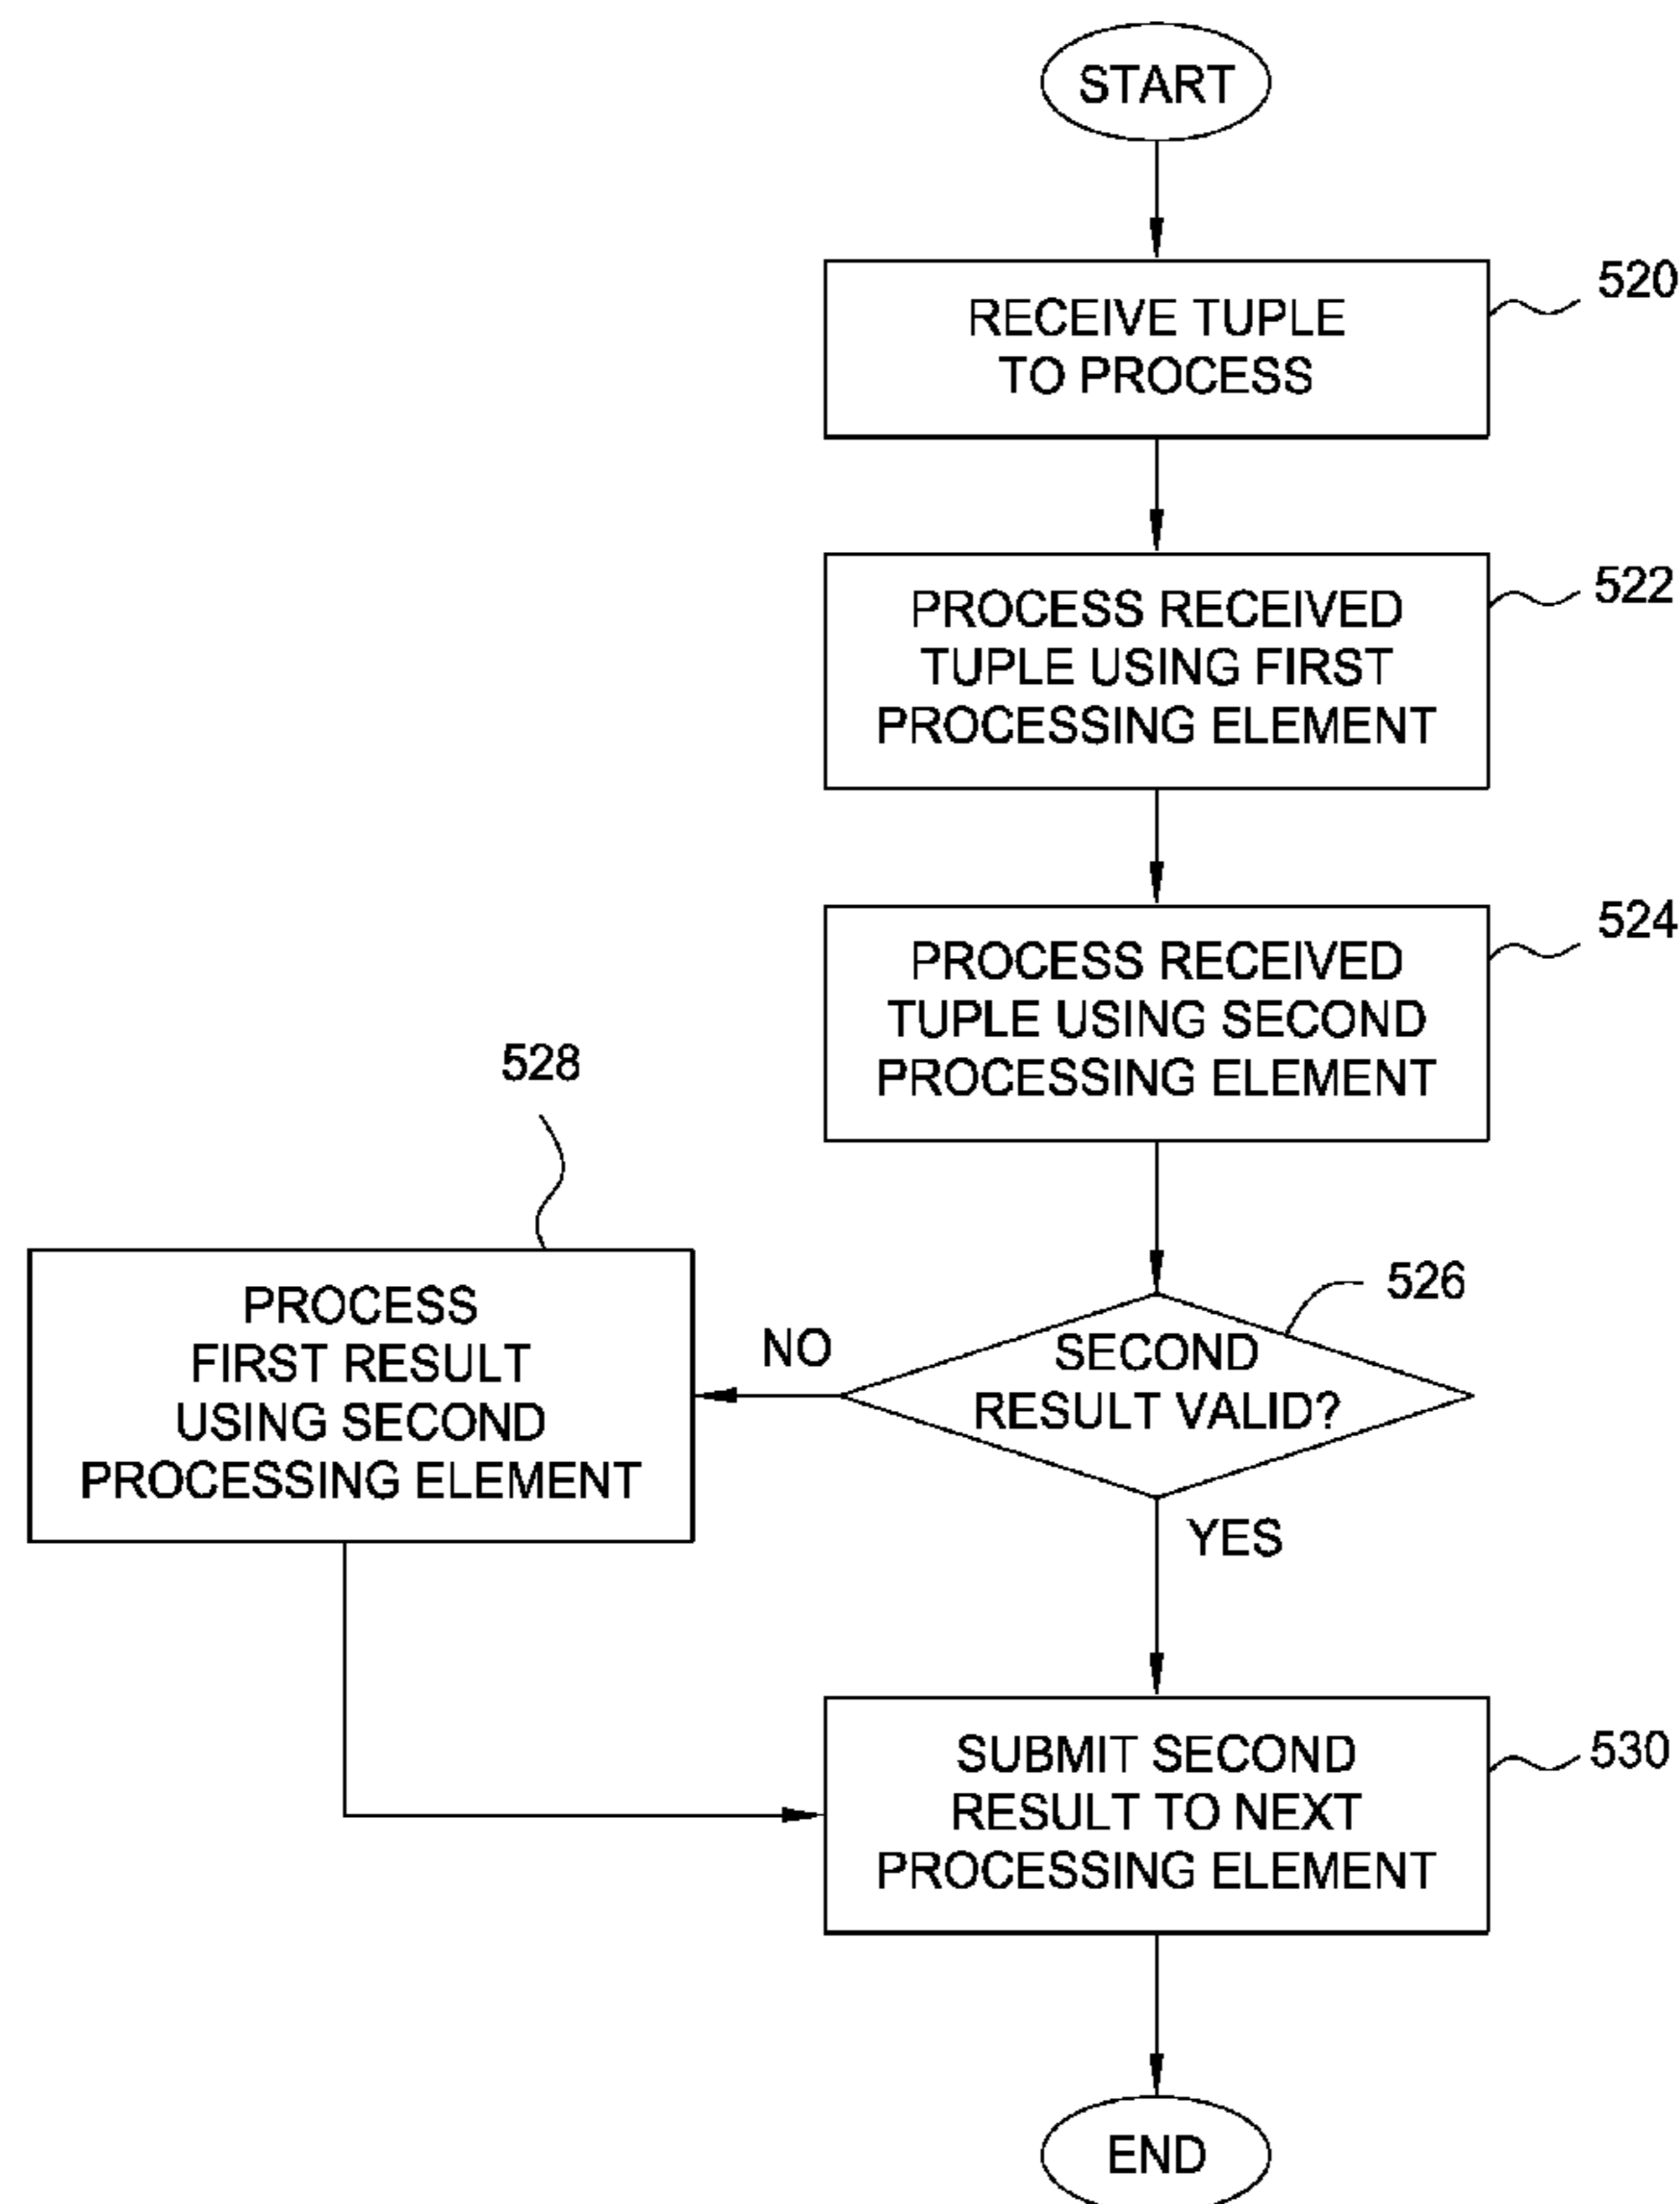 START
RECEIVE TUPLE
TO PROCESS
520
PROCESS RECEIVED
TUPLE USING FIRST
PROCESSING ELEMENT
522
PROCESS RECEIVED
TUPLE USING SECOND
PROCESSING ELEMENT
524
SECOND
RESULT VALID?
526
NO
528
PROCESS
FIRST RESULT
USING SECOND
PROCESSING ELEMENT
YES
SUBMIT SECOND
RESULT TO NEXT
PROCESSING ELEMENT
530
END